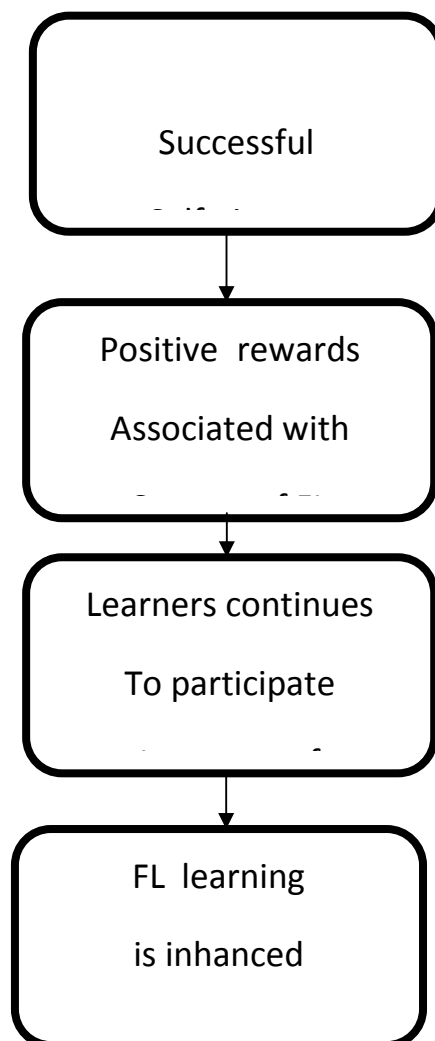 Successful
Positive rewards
Associated with
Learners continues
To participate
FL learning
is inhanced